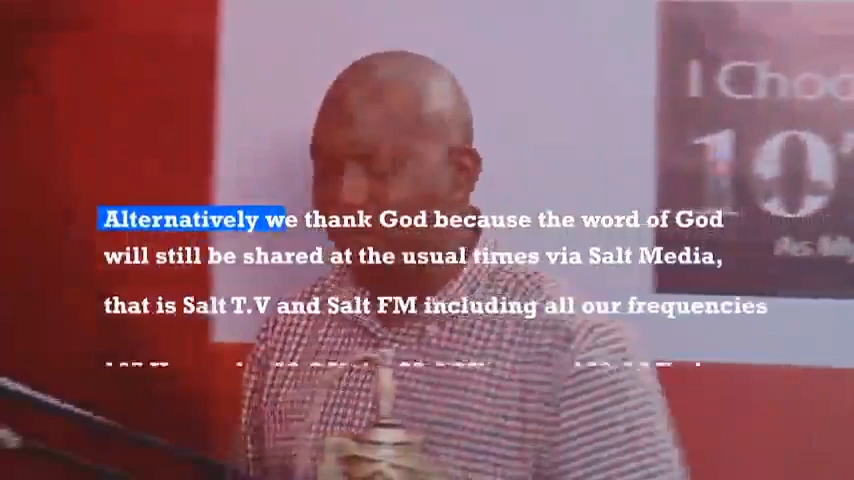 Alternatively we thank God because the word of God
will still be shared at the usual times via Salt Media,
that is Salt T.V and Salt FM including all our frequencies
I Choo
10
As My